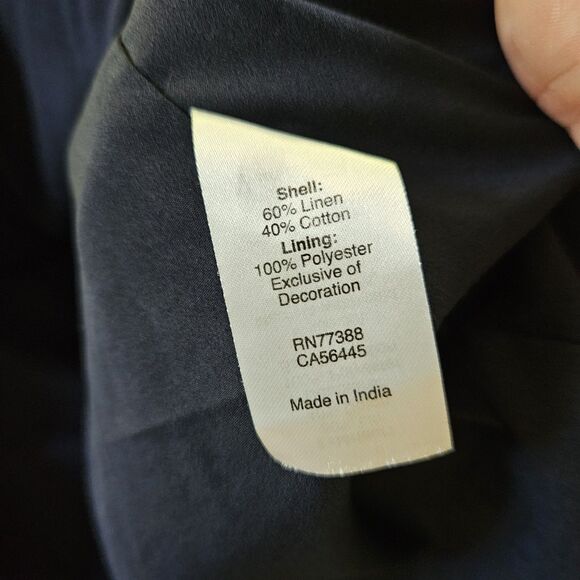 Shell:
60% Linen
40% Cotton
Lining:
100% Polyester
Exclusive of
Decoration
RN77388
CA56445
Made in India